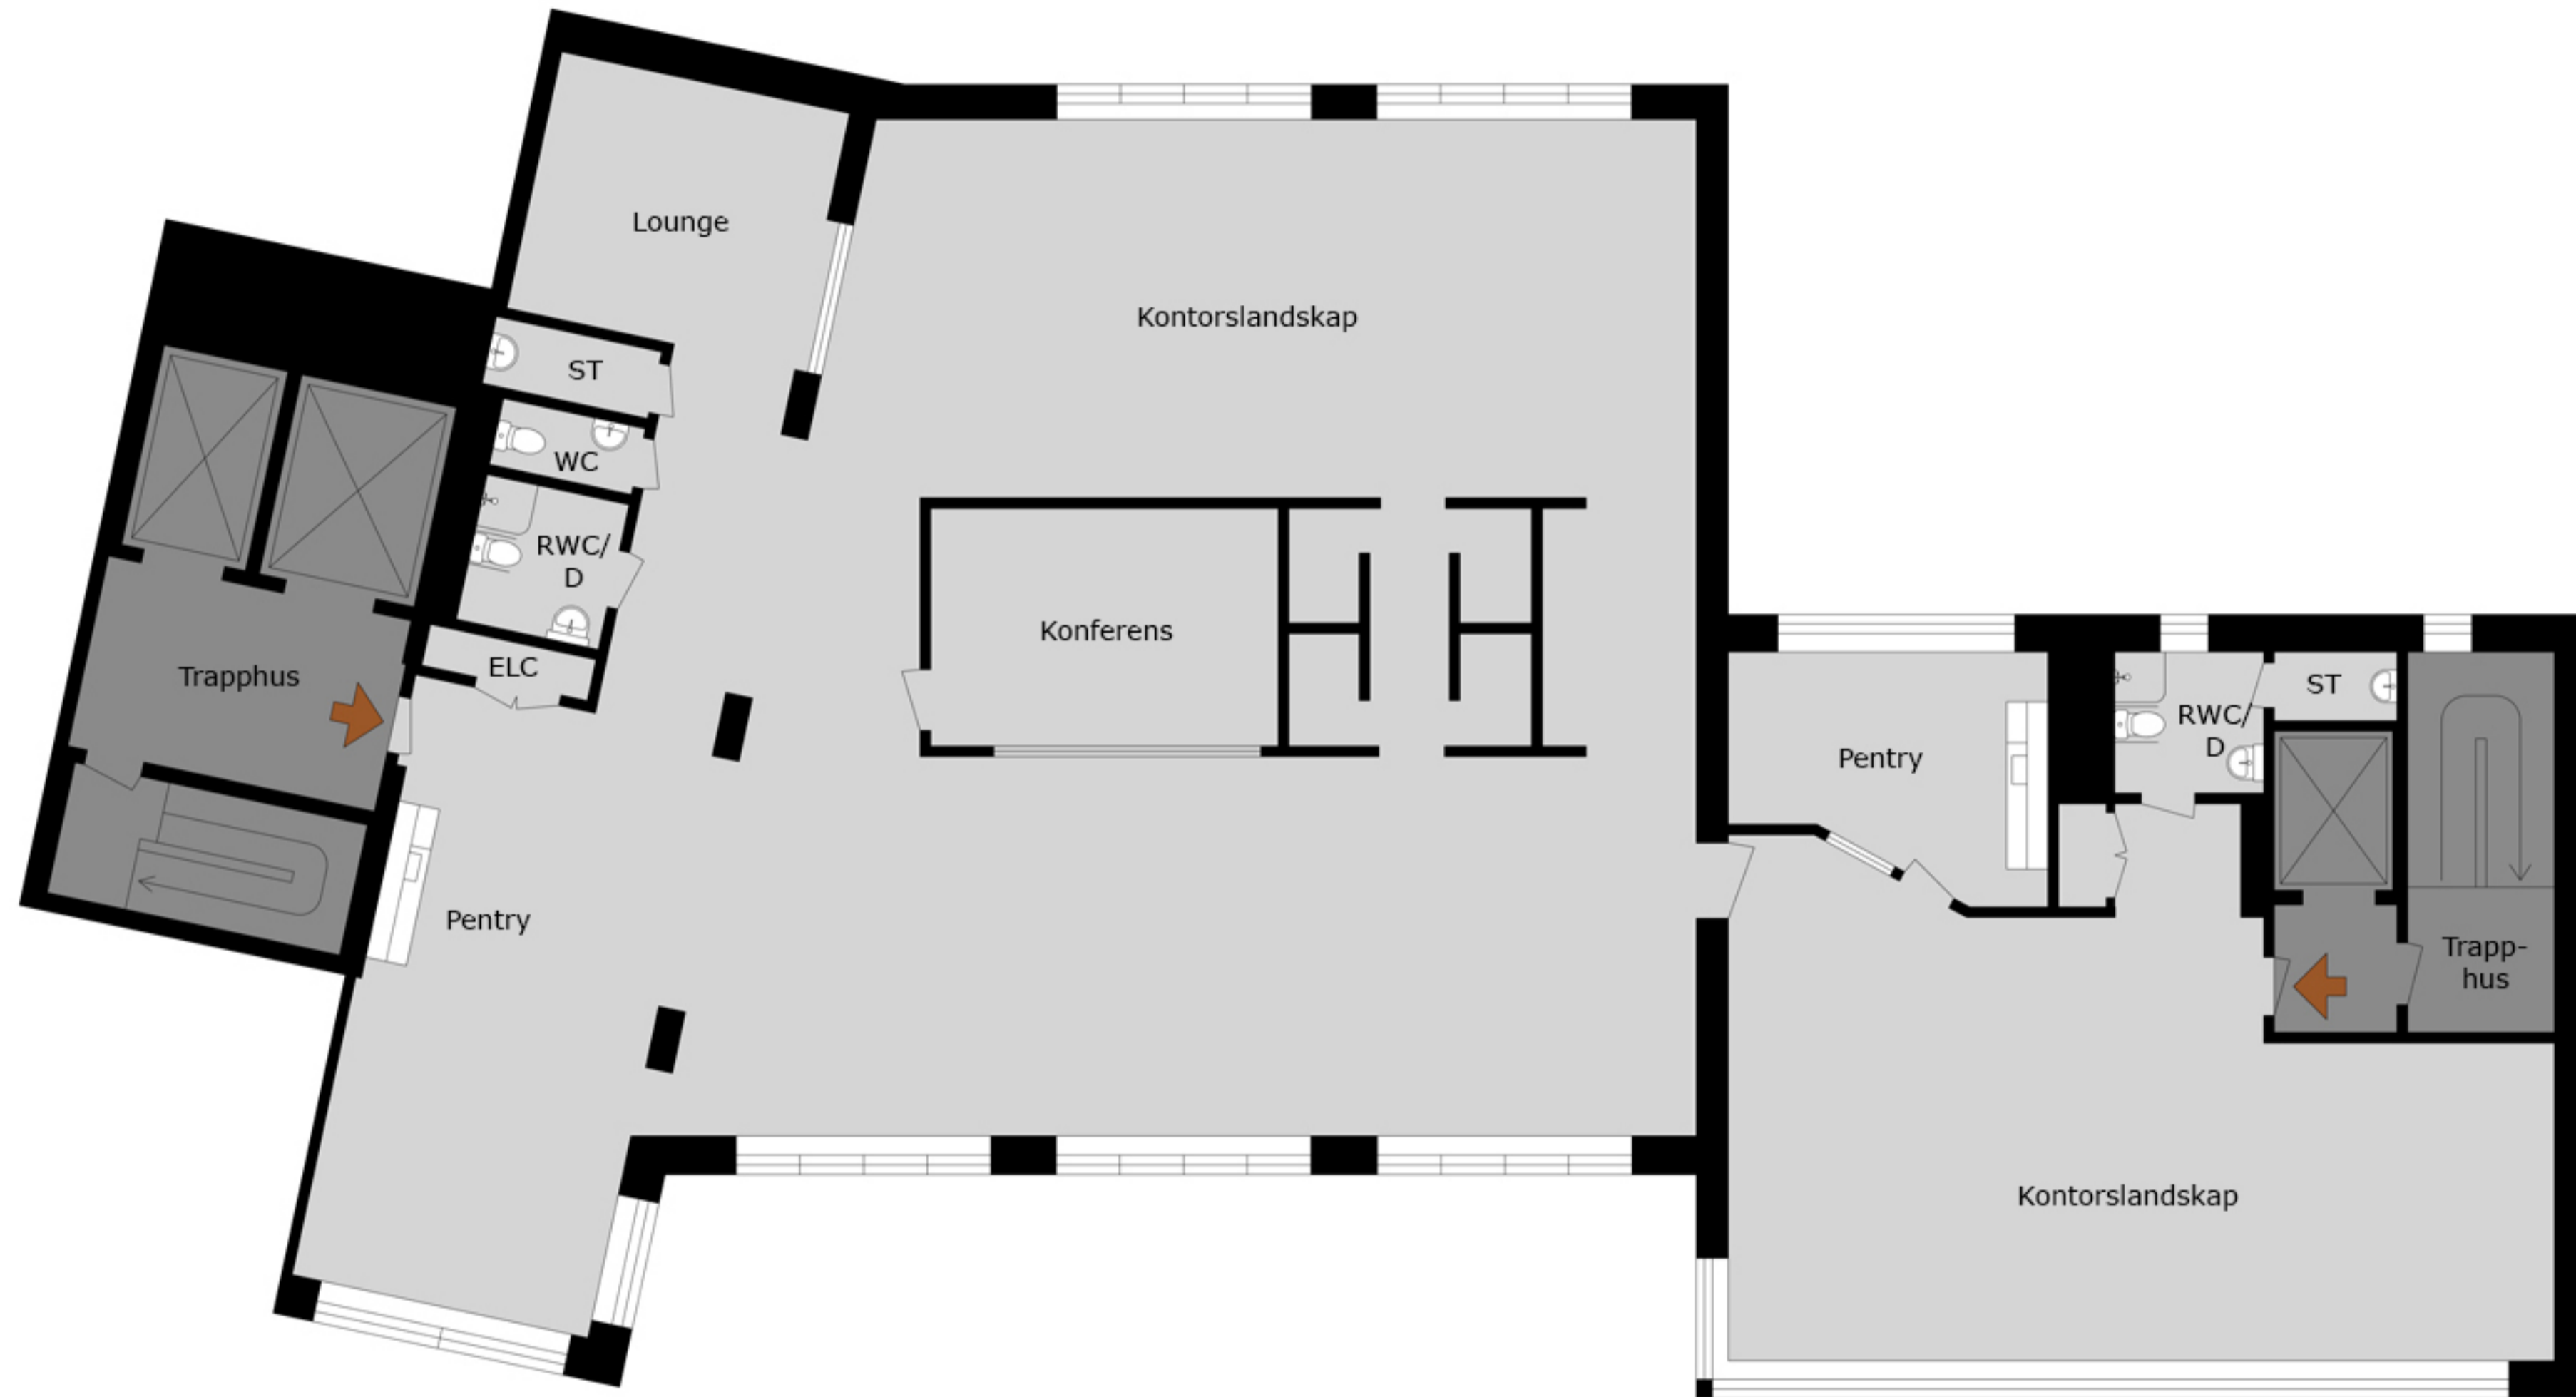 Lounge
Kontorslandskap
ST
WC
RWC/
D
Konferens
ELC
Trapphus
Pentry
Pentry
RWC/
D
ST
Trapp-
hus
Kontorslandskap